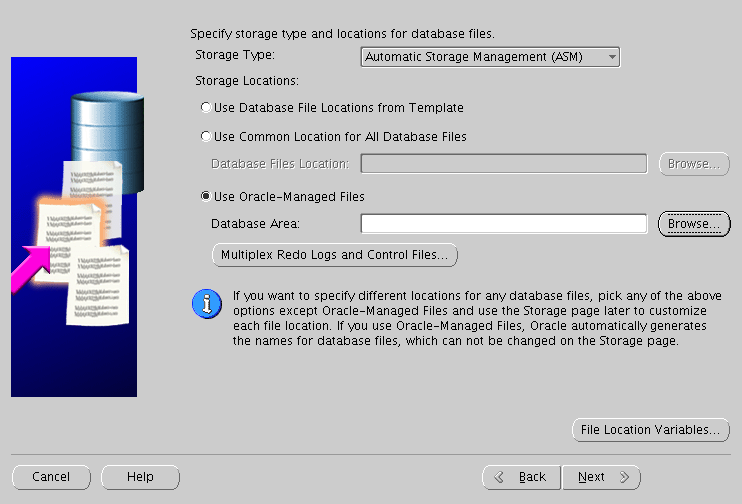 Specify storage type and locations for database files.
Storage Type: Automatic Storage Management (ASM)
Storage Locations:
Use Database File Locations from Template
Use Common Location for All Database Files
Database Files Location: Browse...
Use Oracle-Managed Files
Database Area: Browse...
Multiplex Redo Logs and Control Files...
If you want to specify different locations for any database files, pick any of the above
options except Oracle-Managed Files and use the Storage page later to customize
each file location. If you use Oracle-Managed Files, Oracle automatically generates
the names for database files, which can not be changed on the Storage page.
File Location Variables...
Cancel Help Back Next